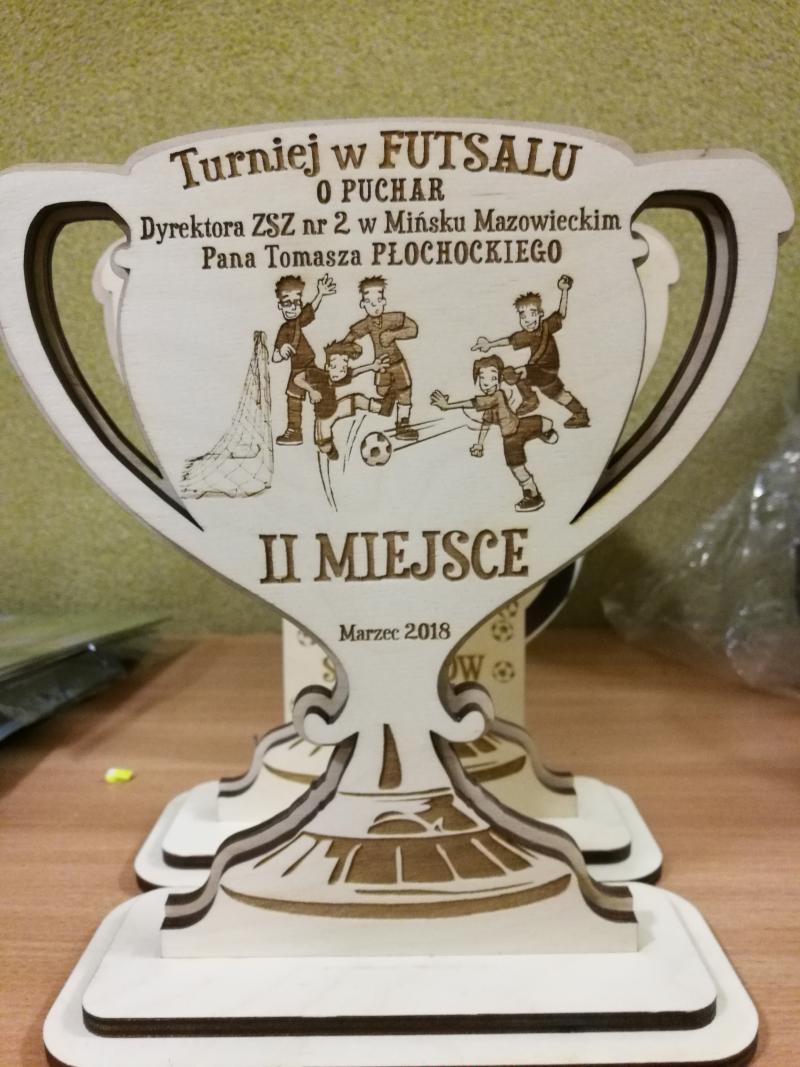 Turniej w FUTSALU
O PUCHAR
Dyrektora ZSZ nr 2 w Mińsku Mazowieckim
Pana Tomasza PŁOCHOCKIEGO
II MIEJSCE
Marzec 2018